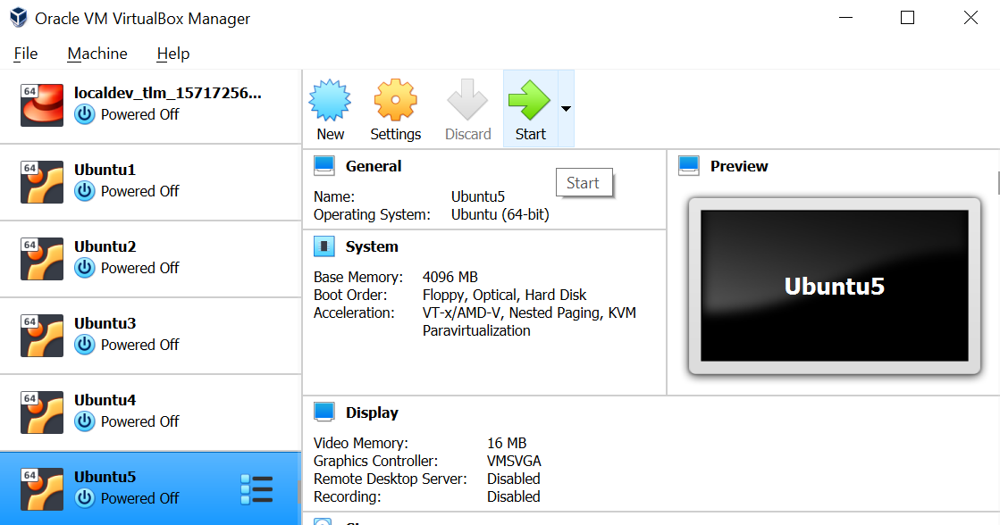 Oracle VM VirtualBox Manager
File Machine Help
64
localdev_tlm_15717256...
Powered Off
64
Ubuntu1
Powered Off
64
Ubuntu2
Powered Off
64
Ubuntu3
Powered Off
64
Ubuntu4
Powered Off
64
Ubuntu5
Powered Off
New Settings Discard Start
Start
General
Name: Ubuntu5
Operating System: Ubuntu (64-bit)
System
Base Memory: 4096 MB
Boot Order: Floppy, Optical, Hard Disk
Acceleration: VT-x/AMD-V, Nested Paging, KVM
Paravirtualization
Preview
Ubuntu5
Display
Video Memory: 16 MB
Graphics Controller: VMSVGA
Remote Desktop Server: Disabled
Recording: Disabled